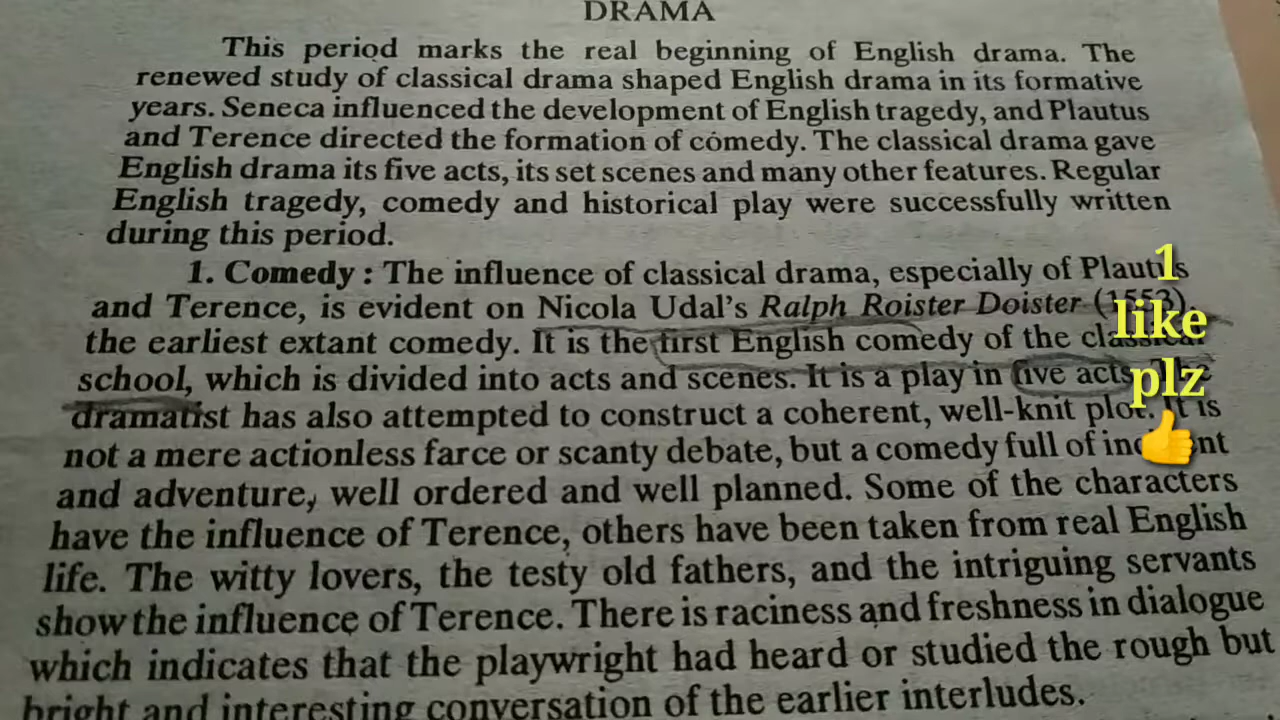 DRAMA
This period marks the real beginning of English drama. The
renewed study of classical drama shaped English drama in its formative
years. Seneca influenced the development of English tragedy, and Plautus
and Terence directed the formation of comedy. The classical drama gave
English drama its five acts, its set scenes and many other features. Regular
English tragedy, comedy and historical play were successfully written
during this period.
1. Comedy : The influence of classical drama, especially of Plautus
and Terence, is evident on Nicola Udal's Ralph Roister Doister (1553).
the earliest extant comedy. It is the first English comedy of the classical
school, which is divided into acts and scenes. It is a play in five acts. The
dramatist has also attempted to construct a coherent, well-knit plot. It is
not a mere actionless farce or scanty debate, but a comedy full of incident
and adventure, well ordered and well planned. Some of the characters
have the influence of Terence, others have been taken from real English
life. The witty lovers, the testy old fathers, and the intriguing servants
show the influence of Terence. There is raciness and freshness in dialogue
which indicates that the playwright had heard or studied the rough but
bright and interesting conversation of the earlier interludes.
1
like
plz